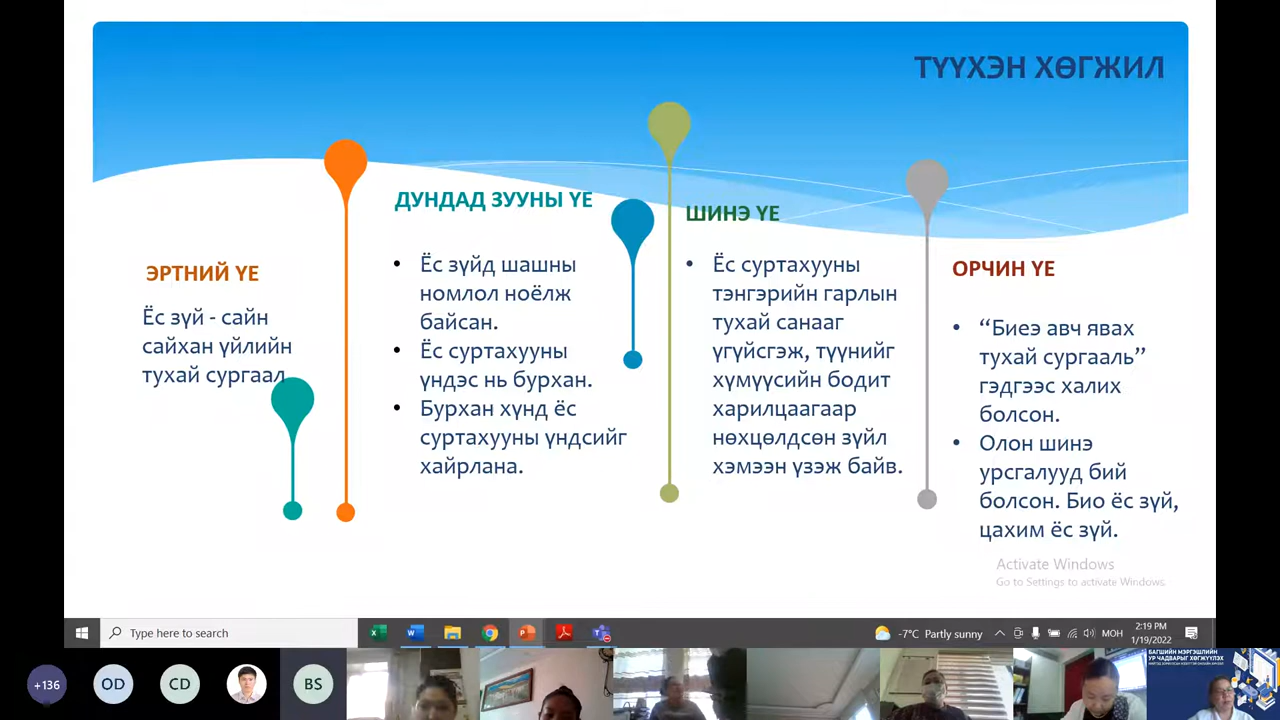 ТҮҮХЭН ХӨГЖИЛ
ЭРТНИЙ ҮЕ
Ёс зүй - сайн
сайхан үйлийн
тухай сургаал
ДУНДАД ЗУУНЫ ҮЕ
• Ёс зүйд шашны
номлол ноёлж
байсан.
• Ёс суртахууны
үндэс нь бурхан.
• Бурхан хүнд ёс
суртахууны үндсийг
хайрлана.
ШИНЭ ҮЕ
• Ёс суртахууны
тэнгэрийн гарлын
тухай санааг
үгүйсгэж, түүнийг
хүмүүсийн бодит
харилцаагаар
нөхцөлдсөн зүйл
хэмээн үзэж байв.
ОРЧИН ҮЕ
• “Биеэ авч явах
тухай сургааль”
гэдгээс халих
болсон.
• Олон шинэ
урсгалууд бий
болсон. Био ёс зүй,
цахим ёс зүй.
Activate Windows
Go to Settings to activate Windows.
Type here to search
-7°C Partly sunny
МОН
2:19 PM
1/19/2022
+136
OD
CD
BS
БАГШИЙН МЭРГЭШЛИЙН
УР ЧАДВАРЫГ ХӨГЖҮҮЛЭХ